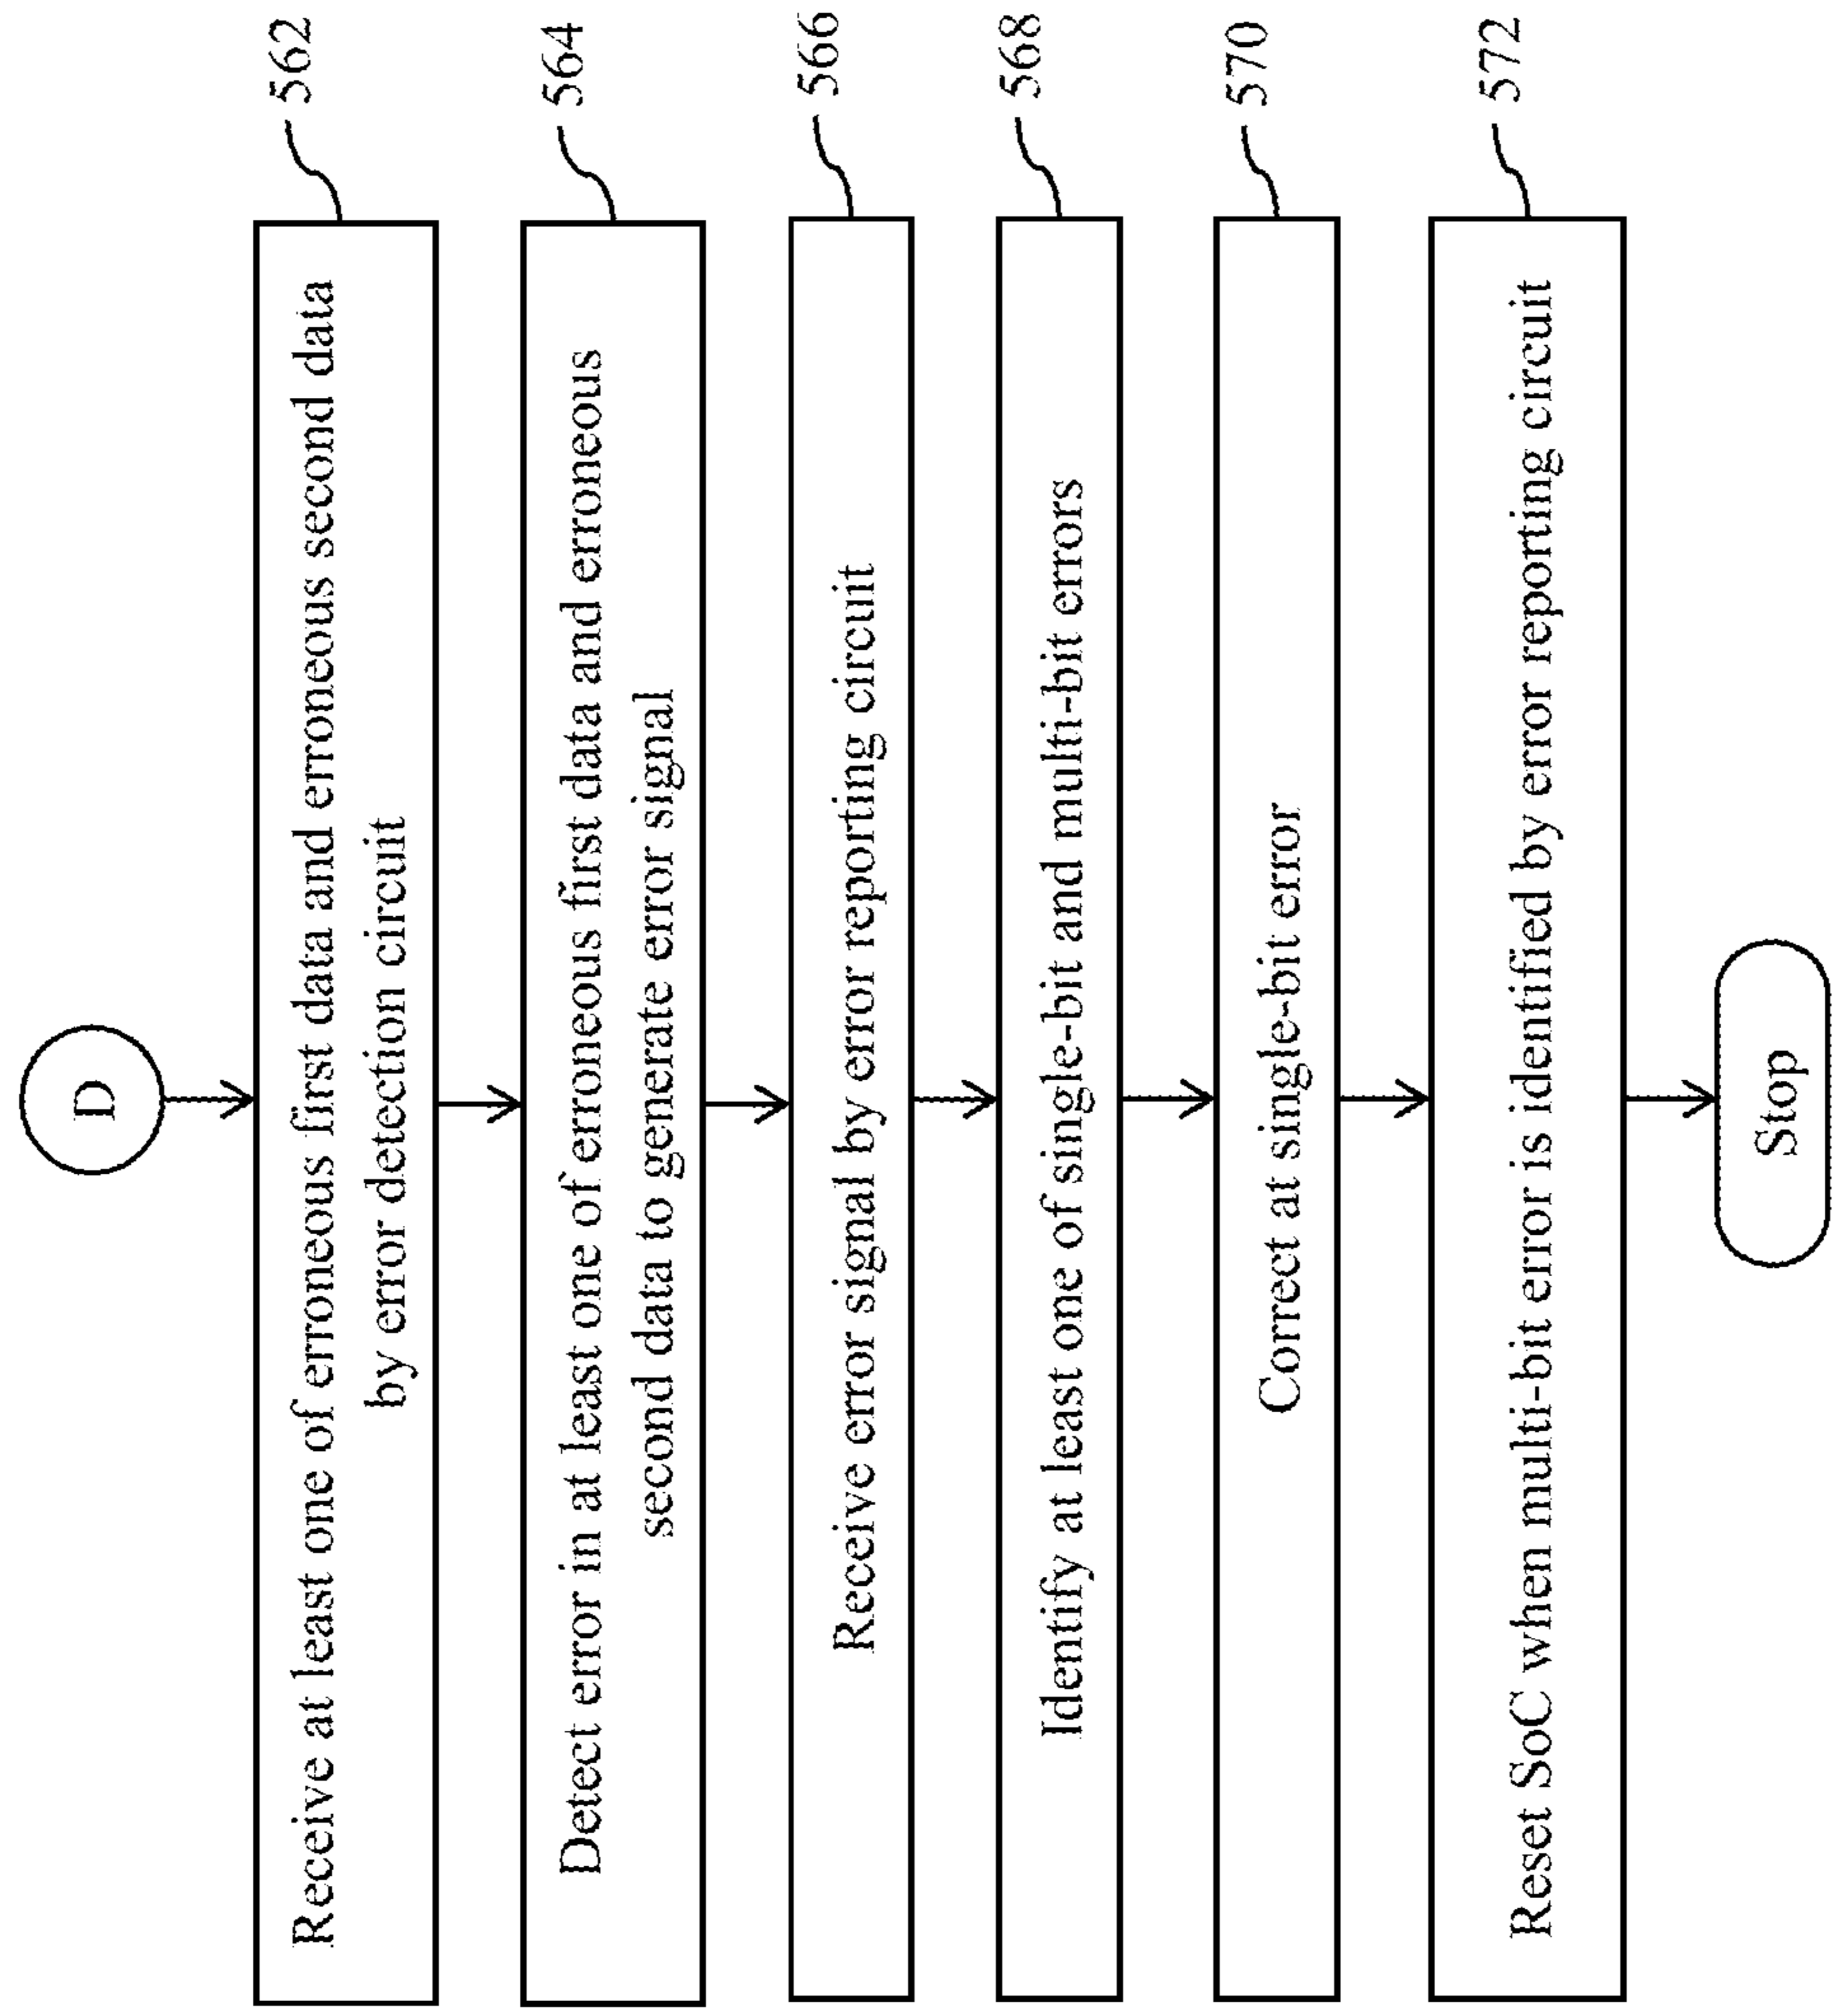 D
Receive at least one of erroneous first data and erroneous second data
by error detection circuit
562
Detect error in at least one of erroneous first data and erroneous
second data to generate error signal
564
Receive error signal by error reporting circuit
566
Identify at least one of single-bit and multi-bit errors
568
Correct at single-bit error
570
Reset SoC when multi-bit error is identified by error reporting circuit
572
Stop